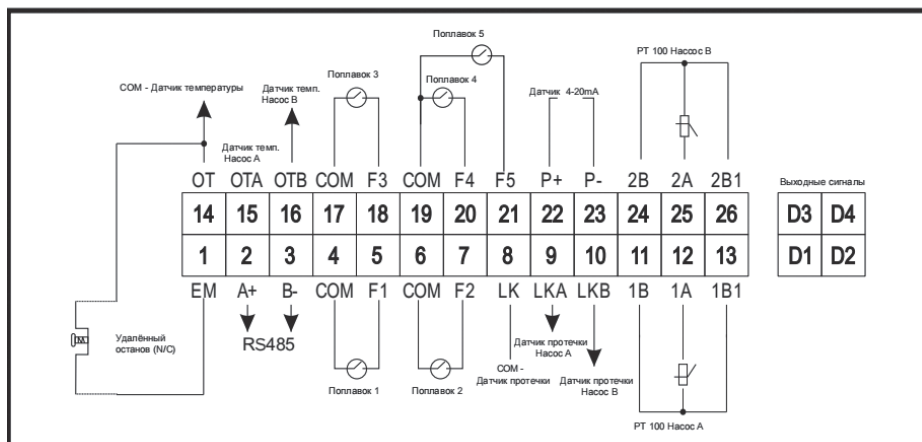 Поплавок 5
РТ 100 Нассос В
Поплавок 3
Поплавок 4
COM - Датчик температуры
Датчик темп.
Насос В
Датчик 4-20mA
Датчик темп.
Насос А
OT OTA OTB COM F3 COM F4 F5 P+ P- 2B 2A 2B1
Выходные сигналы
14 15 16 17 18 19 20 21 22 23 24 25 26
D3 D4
1 2 3 4 5 6 7 8 9 10 11 12 13
D1 D2
EM A+ B- COM F1 COM F2 LK LKA LKB 1B 1A 1B1
RS485
Удалённый
останов (N/C)
Датчик протечки
Насос А
COM -
Датчик протечки
Датчик протечки
Насос В
Поплавок 1
Поплавок 2
РТ 100 Насос А